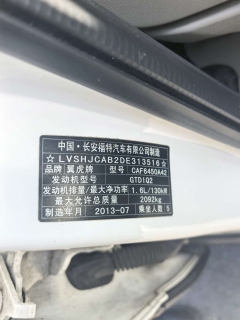 中国·长安福特汽车有限公司制造
☆LVSHJCAB2DE313516☆
品牌 翼虎牌 型号 CAF6450A42
发动机型号 GTDIQ2
发动机排量/最大净功率 1.6L/130kW
最大允许总质量 2092kg
制造年月 2013-07 乘坐人数 5